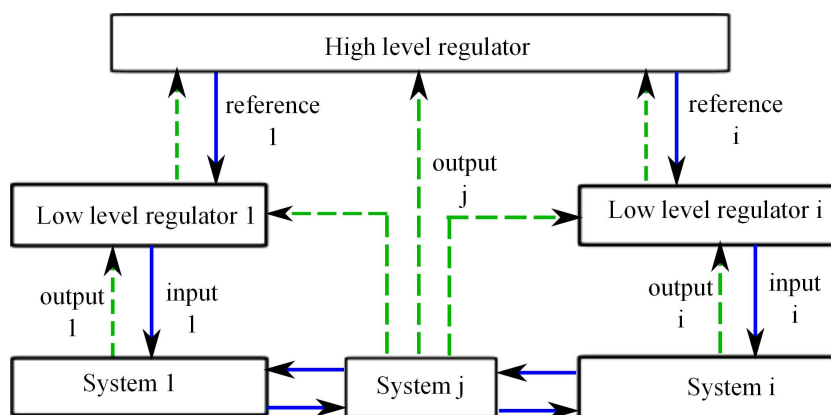 High level regulator
reference
1
reference
i
output
j
Low level regulator 1
Low level regulator i
output
1
input
1
output
i
input
i
System 1
System j
System i